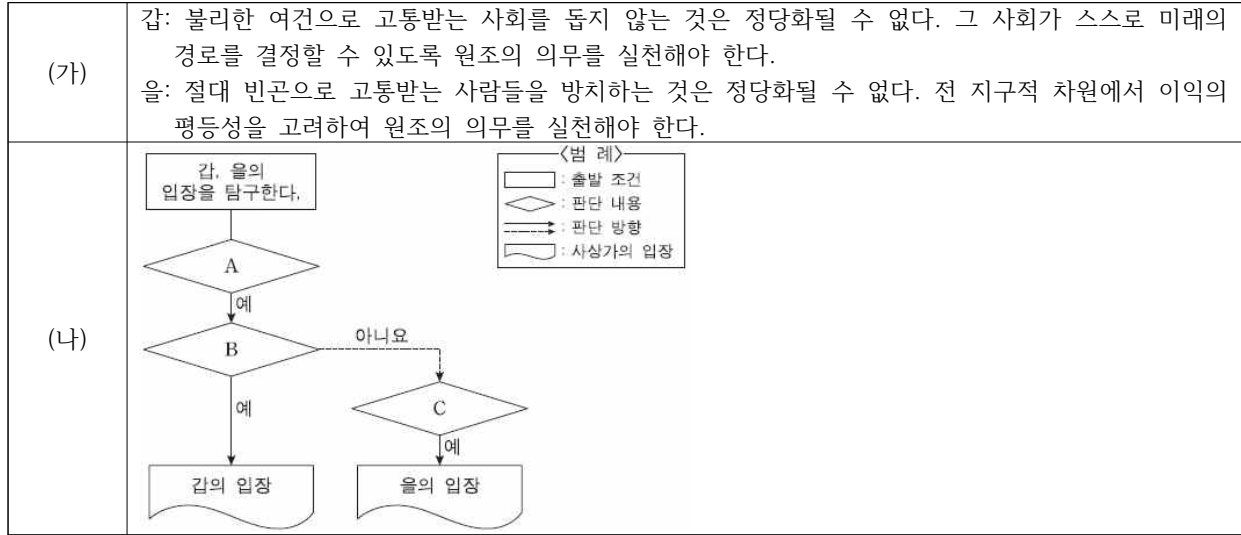 (가)
갑: 불리한 여건으로 고통받는 사회를 돕지 않는 것은 정당화될 수 없다. 그 사회가 스스로 미래의
경로를 결정할 수 있도록 원조의 의무를 실천해야 한다.
을: 절대 빈곤으로 고통받는 사람들을 방치하는 것은 정당화될 수 없다. 전 지구적 차원에서 이익의
평등성을 고려하여 원조의 의무를 실천해야 한다.
(나)
갑, 을의
입장을 탐구한다.
<범 례>
: 출발 조건
: 판단 내용
: 판단 방향
: 사상가의 입장
A
예
B
아니요
예
C
예
갑의 입장
을의 입장